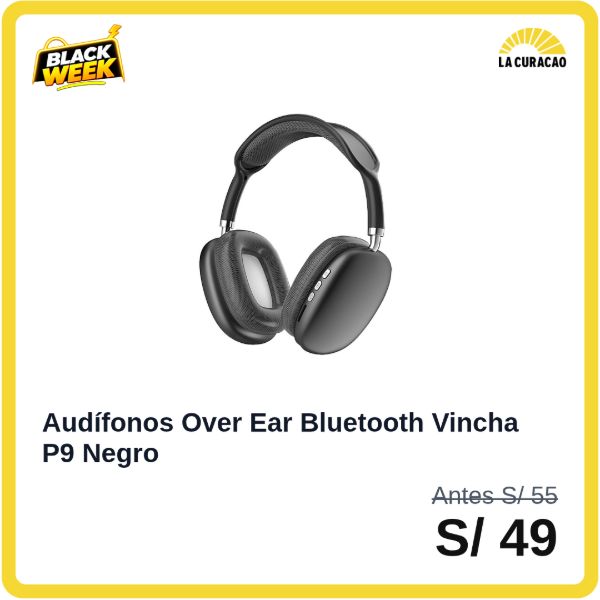 BLACK
WEEK
LA CURACAO
Audífonos Over Ear Bluetooth Vincha
P9 Negro
Antes S/ 55
S/ 49